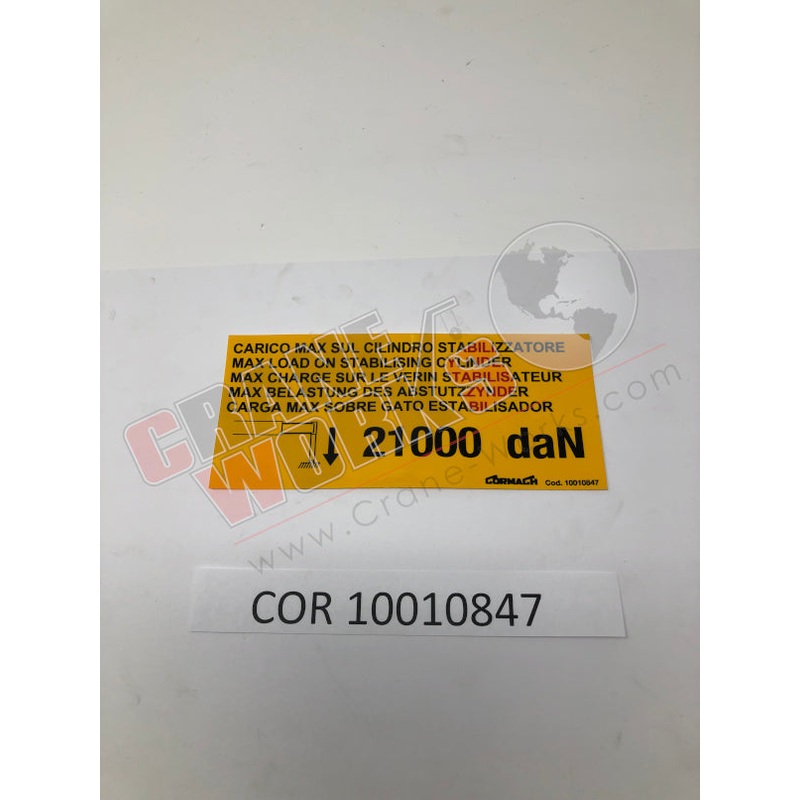 CARICO MAX SUL CILINDRO STABILIZZATORE
MAX LOAD ON STABILISING CYLINDER
MAX CHARGE SUR LE VERIN STABILISATEUR
MAX BELASTUNG DES ABSTUTZZYNDER
CARGA MAX SOBRE GATO ESTABILISADOR
21000 daN
CORMACH Cod. 10010847
CRANE WORKS
www.Crane-Works.com
COR 10010847